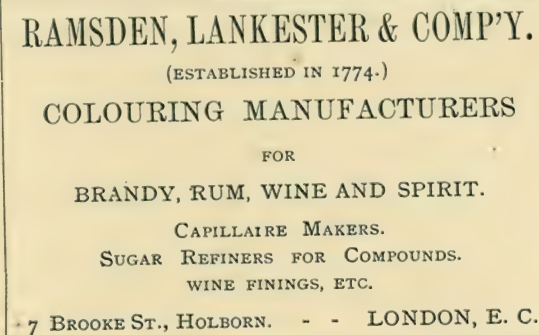 RAMSDEN, LANKESTER & COMP'Y.
(ESTABLISHED IN 1774.)
COLOURING MANUFACTURERS
FOR
BRANDY, RUM, WINE AND SPIRIT.
CAPILLAIRE MAKERS.
SUGAR REFINERS FOR COMPOUNDS.
WINE FININGS, ETC.
7 BROOKE ST., HOLBORN. - - LONDON, E. C.